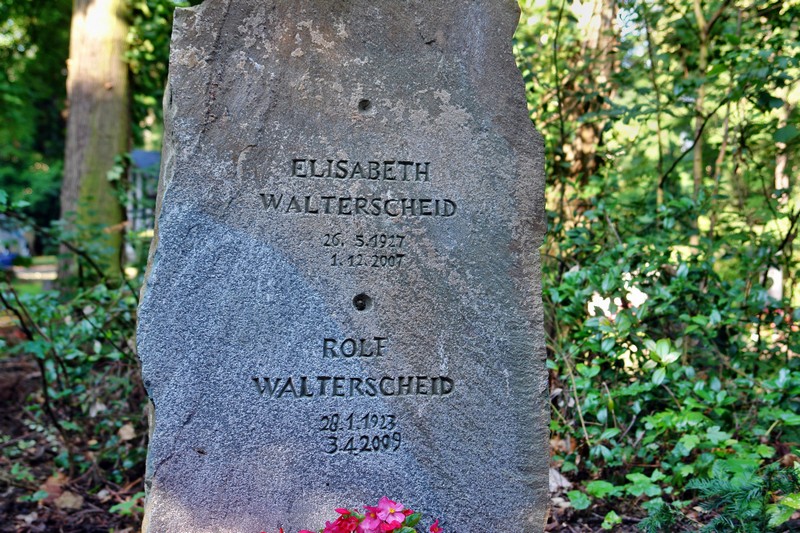 ELISABETH
WALTERSCHEID
26. 5.1927
1.12.2007
ROLF
WALTERSCHEID
28.1.1923
3.4.2009